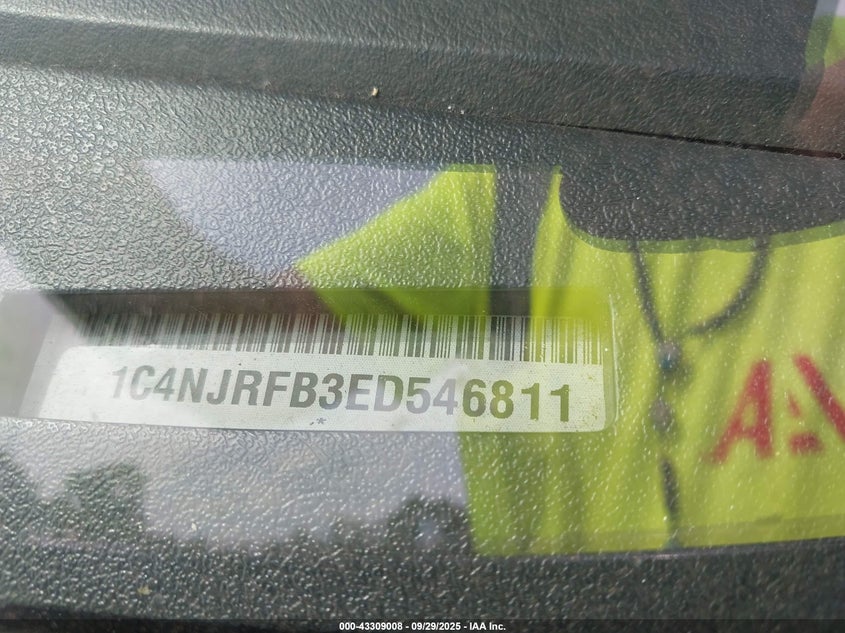 1C4NJRFB3ED546811
000-43309008 - 09/29/2025 - IAA Inc.